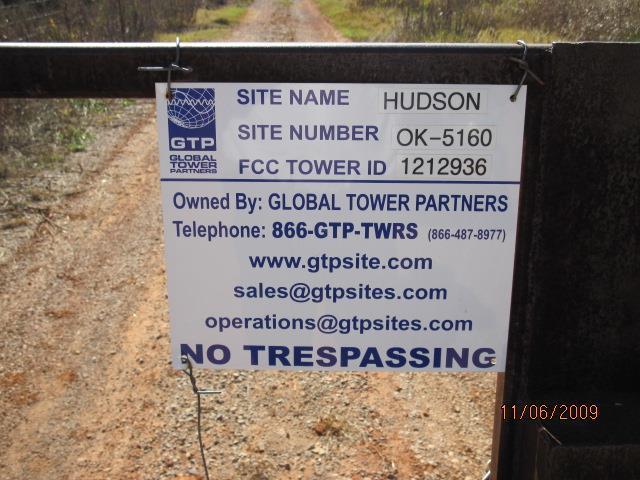 SITE NAME HUDSON
SITE NUMBER OK-5160
FCC TOWER ID 1212936
GTP
GLOBAL
TOWER
PARTNERS
Owned By: GLOBAL TOWER PARTNERS
Telephone: 866-GTP-TWRS (866-487-8977)
www.gtpsite.com
sales@gtpsites.com
operations@gtpsites.com
NO TRESPASSING
11/06/2009